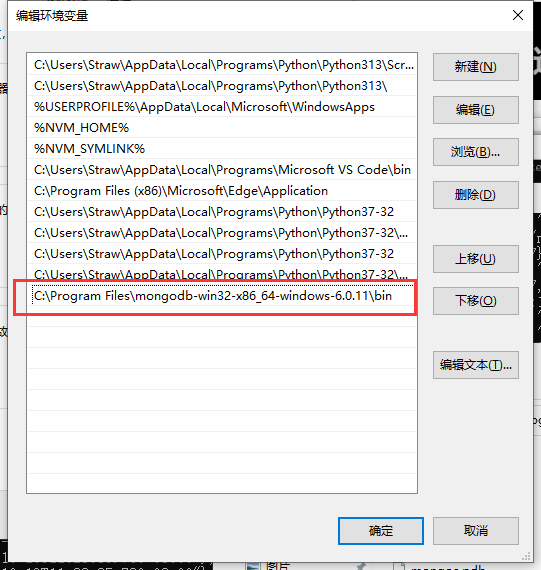 编辑环境变量
C:\Users\Straw\AppData\Local\Programs\Python\Python313\Scr...
C:\Users\Straw\AppData\Local\Programs\Python\Python313\
%USERPROFILE%\AppData\Local\Microsoft\WindowsApps
%NVM_HOME%
%NVM_SYMLINK%
C:\Users\Straw\AppData\Local\Programs\Microsoft VS Code\bin
C:\Program Files (x86)\Microsoft\Edge\Application
C:\Users\Straw\AppData\Local\Programs\Python\Python37-32
C:\Users\Straw\AppData\Local\Programs\Python\Python37-32\...
C:\Users\Straw\AppData\Local\Programs\Python\Python37-32
C:\Users\Straw\AppData\Local\Programs\Python\Python37-32\...
C:\Program Files\mongodb-win32-x86_64-windows-6.0.11\bin
新建(N)
编辑(E)
浏览(B)...
删除(D)
上移(U)
下移(O)
编辑文本(T)...
确定
取消
图片